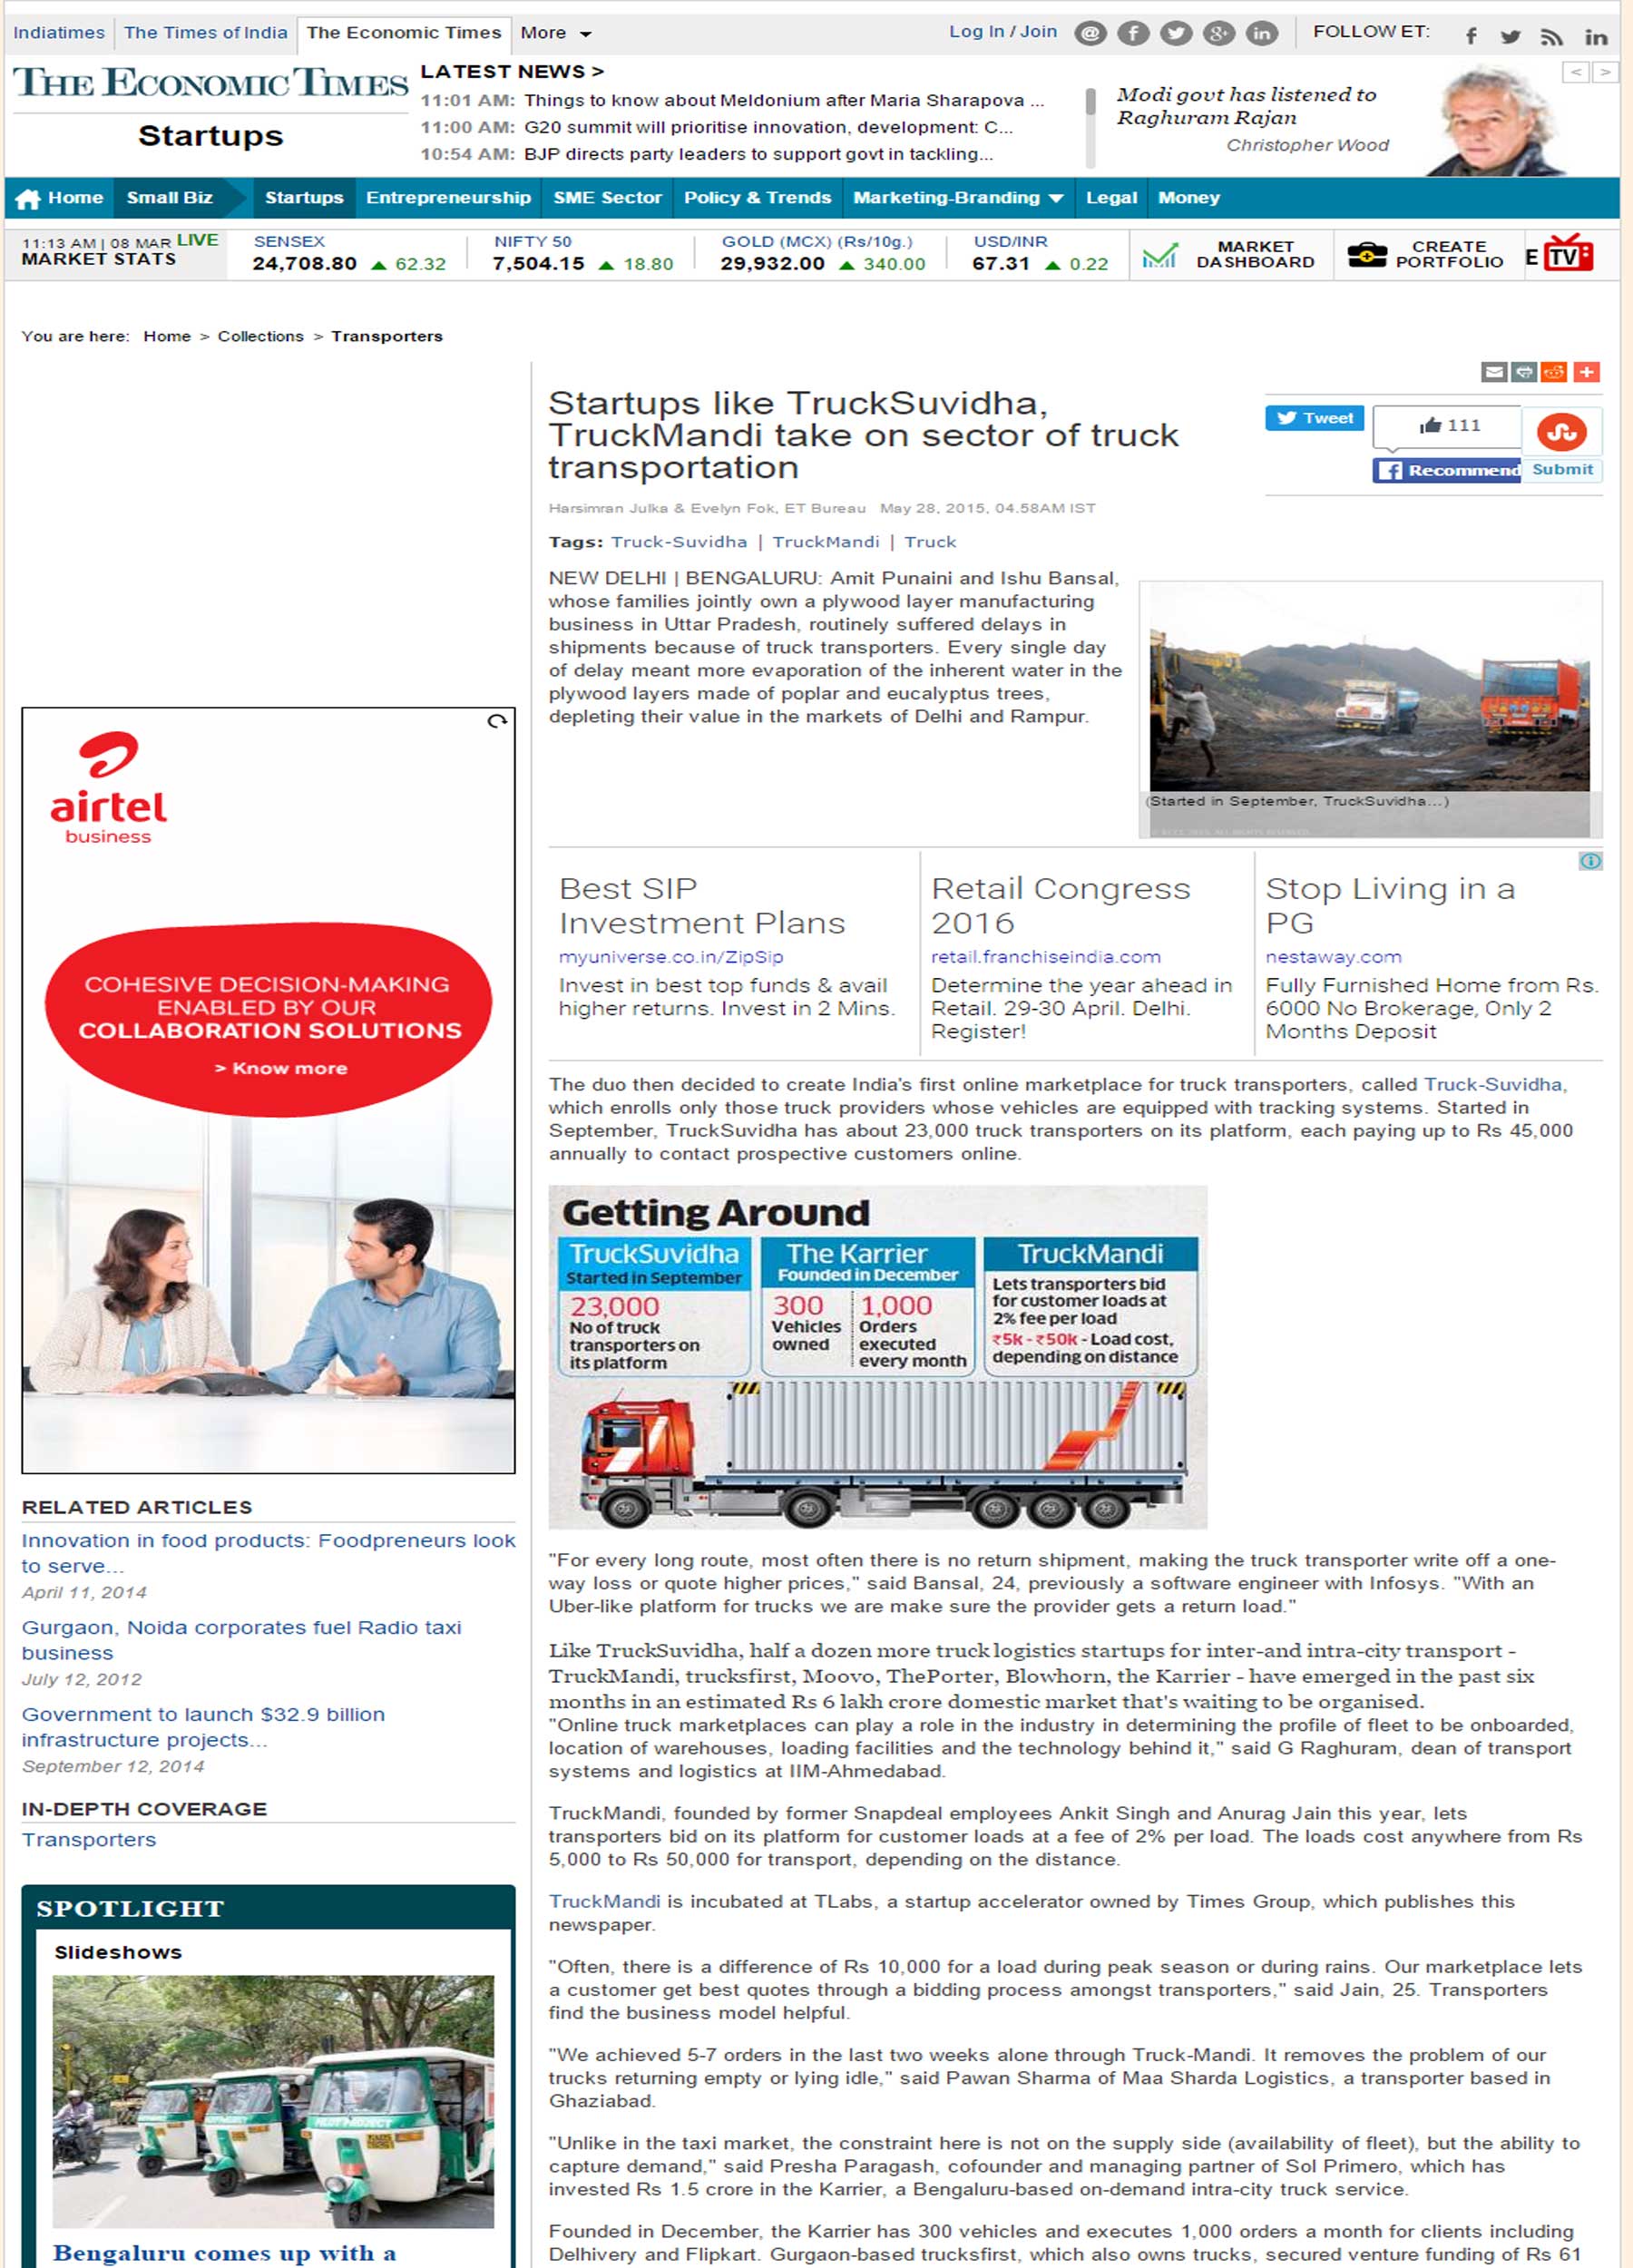 Indiatimes The Times of India The Economic Times More
Log In / Join FOLLOW ET:
THE ECONOMIC TIMES
Startups
LATEST NEWS >
11:01 AM: Things to know about Meldonium after Maria Sharapova ...
11:00 AM: G20 summit will prioritise innovation, development: C...
10:54 AM: BJP directs party leaders to support govt in tackling...
Modi govt has listened to
Raghuram Rajan
Christopher Wood
Home Small Biz Startups Entrepreneurship SME Sector Policy & Trends Marketing-Branding Legal Money
11:13 AM | 08 MAR LIVE
MARKET STATS
SENSEX
24,708.80 ▲ 62.32
NIFTY 50
7,504.15 ▲ 18.80
GOLD (MCX) (Rs/10g.)
29,932.00 ▲ 340.00
USD/INR
67.31 ▲ 0.22
MARKET
DASHBOARD
CREATE
PORTFOLIO
E TV
You are here: Home > Collections > Transporters
Startups like TruckSuvidha,
TruckMandi take on sector of truck
transportation
Tweet
111
Recommend
Submit
Harsimran Julka & Evelyn Fok, ET Bureau May 28, 2015, 04.58AM IST
Tags: Truck-Suvidha | TruckMandi | Truck
NEW DELHI | BENGALURU: Amit Punaini and Ishu Bansal,
whose families jointly own a plywood layer manufacturing
business in Uttar Pradesh, routinely suffered delays in
shipments because of truck transporters. Every single day
of delay meant more evaporation of the inherent water in the
plywood layers made of poplar and eucalyptus trees,
depleting their value in the markets of Delhi and Rampur.
(Started in September, TruckSuvidha...)
Best SIP
Investment Plans
myuniverse.co.in/ZipSip
Invest in best top funds & avail
higher returns. Invest in 2 Mins.
Retail Congress
2016
retail.franchiseindia.com
Determine the year ahead in
Retail. 29-30 April. Delhi.
Register!
Stop Living in a
PG
nestaway.com
Fully Furnished Home from Rs.
6000 No Brokerage, Only 2
Months Deposit
The duo then decided to create India's first online marketplace for truck transporters, called Truck-Suvidha,
which enrolls only those truck providers whose vehicles are equipped with tracking systems. Started in
September, TruckSuvidha has about 23,000 truck transporters on its platform, each paying up to Rs 45,000
annually to contact prospective customers online.
Getting Around
TruckSuvidha
Started in September
23,000
No of truck
transporters on
its platform
The Karrier
Founded in December
300
Vehicles
owned
1,000
Orders
executed
every month
TruckMandi
Lets transporters bid
for customer loads at
2% fee per load
₹5k - ₹50k - Load cost,
depending on distance
"For every long route, most often there is no return shipment, making the truck transporter write off a one-
way loss or quote higher prices," said Bansal, 24, previously a software engineer with Infosys. "With an
Uber-like platform for trucks we are make sure the provider gets a return load."
Like TruckSuvidha, half a dozen more truck logistics startups for inter-and intra-city transport -
TruckMandi, trucksfirst, Moovo, ThePorter, Blowhorn, the Karrier - have emerged in the past six
months in an estimated Rs 6 lakh crore domestic market that's waiting to be organised.
"Online truck marketplaces can play a role in the industry in determining the profile of fleet to be onboarded,
location of warehouses, loading facilities and the technology behind it," said G Raghuram, dean of transport
systems and logistics at IIM-Ahmedabad.
TruckMandi, founded by former Snapdeal employees Ankit Singh and Anurag Jain this year, lets
transporters bid on its platform for customer loads at a fee of 2% per load. The loads cost anywhere from Rs
5,000 to Rs 50,000 for transport, depending on the distance.
TruckMandi is incubated at TLabs, a startup accelerator owned by Times Group, which publishes this
newspaper.
"Often, there is a difference of Rs 10,000 for a load during peak season or during rains. Our marketplace lets
a customer get best quotes through a bidding process amongst transporters," said Jain, 25. Transporters
find the business model helpful.
"We achieved 5-7 orders in the last two weeks alone through Truck-Mandi. It removes the problem of our
trucks returning empty or lying idle," said Pawan Sharma of Maa Sharda Logistics, a transporter based in
Ghaziabad.
"Unlike in the taxi market, the constraint here is not on the supply side (availability of fleet), but the ability to
capture demand," said Presha Paragash, cofounder and managing partner of Sol Primero, which has
invested Rs 1.5 crore in the Karrier, a Bengaluru-based on-demand intra-city truck service.
Founded in December, the Karrier has 300 vehicles and executes 1,000 orders a month for clients including
Delhivery and Flipkart. Gurgaon-based trucksfirst, which also owns trucks, secured venture funding of Rs 61
airtel
business
COHESIVE DECISION-MAKING
ENABLED BY OUR
COLLABORATION SOLUTIONS
> Know more
RELATED ARTICLES
Innovation in food products: Foodpreneurs look
to serve...
April 11, 2014
Gurgaon, Noida corporates fuel Radio taxi
business
July 12, 2012
Government to launch $32.9 billion
infrastructure projects...
September 12, 2014
IN-DEPTH COVERAGE
Transporters
SPOTLIGHT
Slideshows
PILOT PROJECT
Bengaluru comes up with a